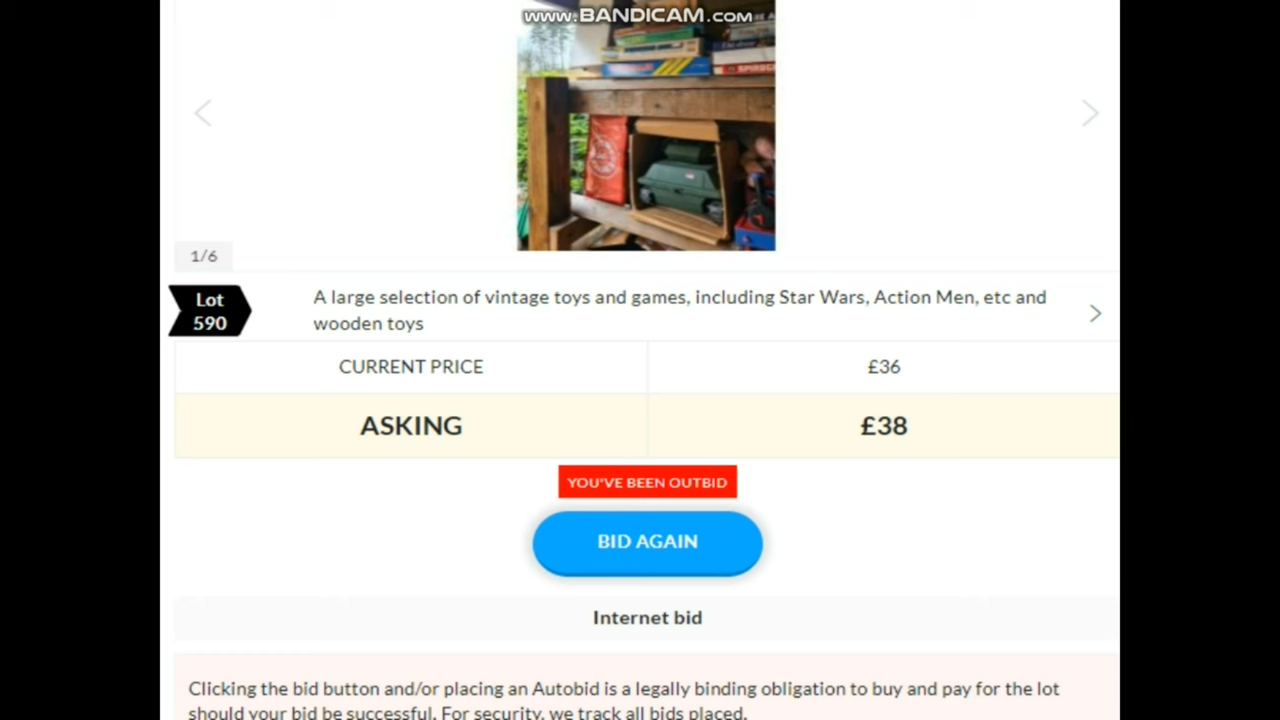 www.BANDICAM.com
SPIROGR
1/6
Lot
590
A large selection of vintage toys and games, including Star Wars, Action Men, etc and
wooden toys
CURRENT PRICE
£36
ASKING
£38
YOU'VE BEEN OUTBID
BID AGAIN
Internet bid
Clicking the bid button and/or placing an Autobid is a legally binding obligation to buy and pay for the lot
should your bid be successful. For security, we track all bids placed.